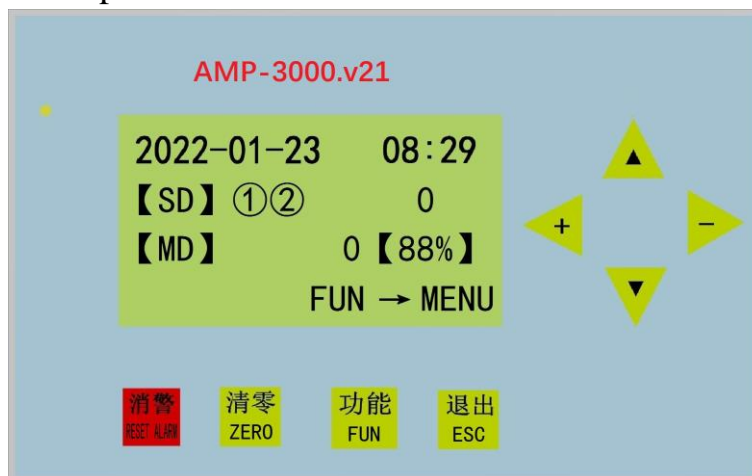 AMP-3000.v21
2022-01-23 08:29
【SD】①② 0
【MD】 0【88%】
FUN → MENU
▲
+ −
▼
消警 清零 功能 退出
RESET ALARM ZERO FUN ESC